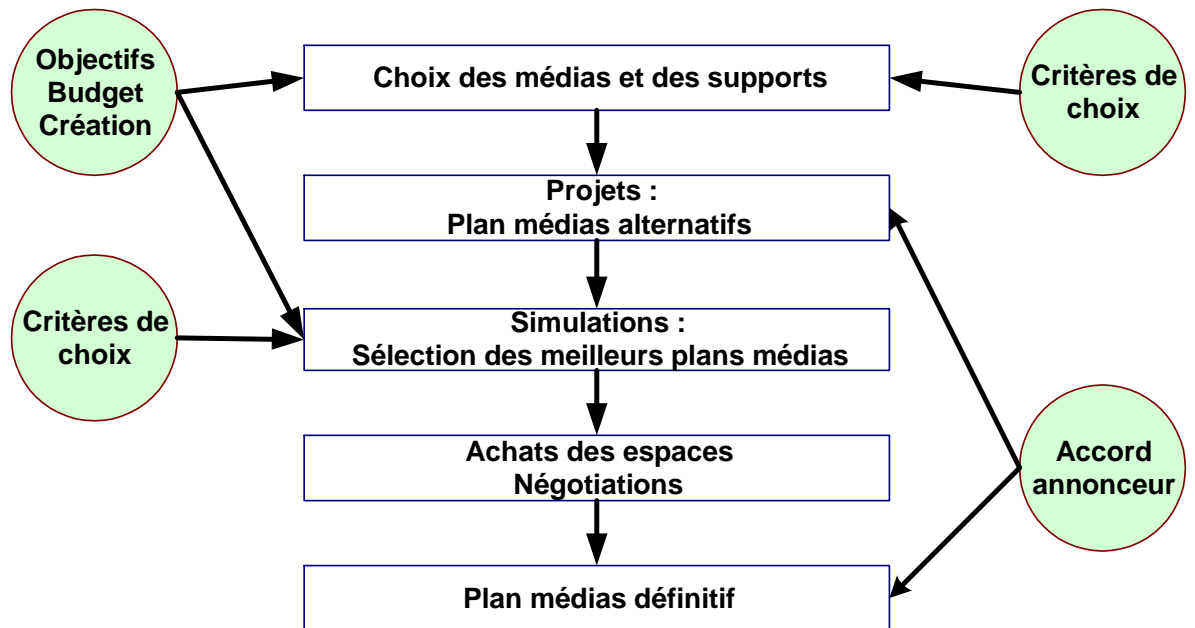 Objectifs
Budget
Création
Choix des médias et des supports
Critères de
choix
Projets :
Plan médias alternatifs
Critères de
choix
Simulations :
Sélection des meilleurs plans médias
Achats des espaces
Négotiations
Accord
annonceur
Plan médias définitif